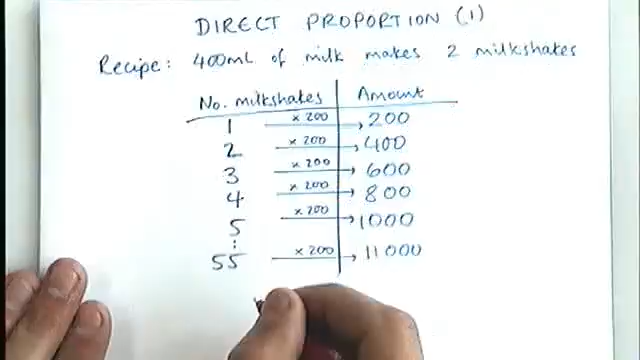 DIRECT PROPORTION (1)
Recipe: 400mL of milk makes 2 milkshakes
No. milkshakes Amount
1 × 200 → 200
2 × 200 → 400
3 × 200 → 600
4 × 200 → 800
5 × 200 → 1000
:
55 × 200 → 11000